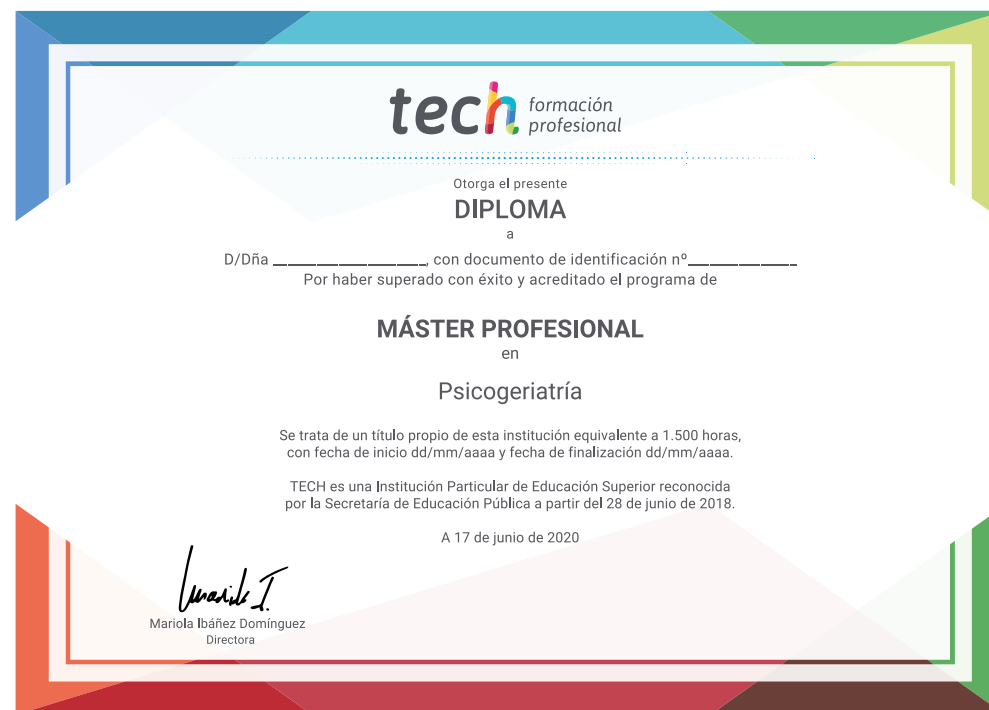 tech formación
profesional
Otorga el presente
DIPLOMA
a
D/Dña ____________________, con documento de identificación nº______________
Por haber superado con éxito y acreditado el programa de
MÁSTER PROFESIONAL
en
Psicogeriatría
Se trata de un título propio de esta institución equivalente a 1.500 horas,
con fecha de inicio dd/mm/aaaa y fecha de finalización dd/mm/aaaa.
TECH es una Institución Particular de Educación Superior reconocida
por la Secretaría de Educación Pública a partir del 28 de junio de 2018.
A 17 de junio de 2020
Mariola Ibáñez Domínguez
Directora